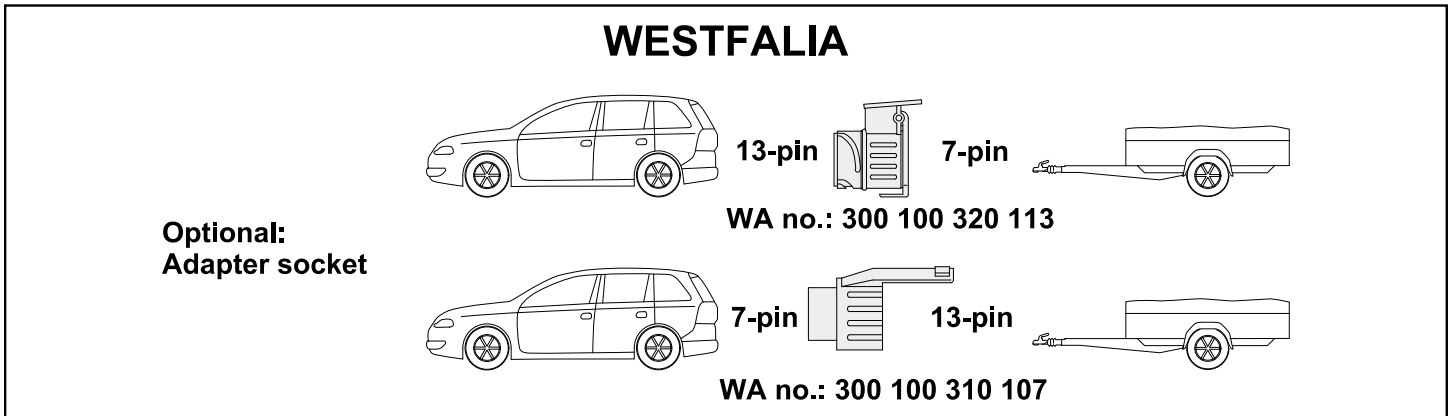 WESTFALIA
13-pin 7-pin
WA no.: 300 100 320 113
Optional:
Adapter socket
7-pin 13-pin
WA no.: 300 100 310 107